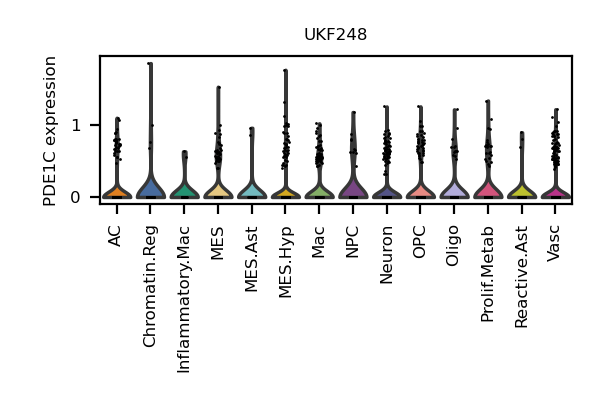 UKF248
PDE1C expression
1
0
AC
Chromatin.Reg
Inflammatory.Mac
MES
MES.Ast
MES.Hyp
Mac
NPC
Neuron
OPC
Oligo
Prolif.Metab
Reactive.Ast
Vasc